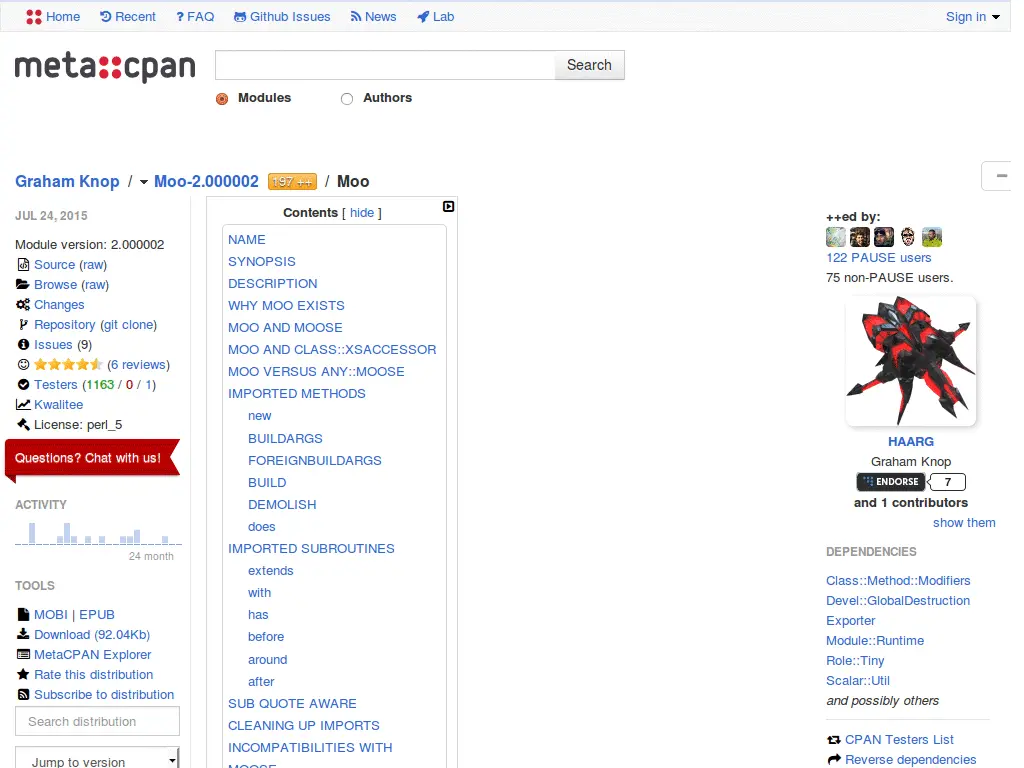 Home Recent ? FAQ Github Issues News Lab Sign in
meta::cpan Search
Modules Authors
Graham Knop / Moo-2.000002 197 ++ / Moo
JUL 24, 2015
Module version: 2.000002
Source (raw)
Browse (raw)
Changes
Repository (git clone)
Issues (9)
(6 reviews)
Testers (1163 / 0 / 1)
Kwalitee
License: perl_5
Questions? Chat with us!
ACTIVITY
24 month
TOOLS
MOBI | EPUB
Download (92.04Kb)
MetaCPAN Explorer
Rate this distribution
Subscribe to distribution
Search distribution
Jump to version
Contents [ hide ]
NAME
SYNOPSIS
DESCRIPTION
WHY MOO EXISTS
MOO AND MOOSE
MOO AND CLASS::XSACCESSOR
MOO VERSUS ANY::MOOSE
IMPORTED METHODS
new
BUILDARGS
FOREIGNBUILDARGS
BUILD
DEMOLISH
does
IMPORTED SUBROUTINES
extends
with
has
before
around
after
SUB QUOTE AWARE
CLEANING UP IMPORTS
INCOMPATIBILITIES WITH
MOOSE
++ed by:
122 PAUSE users
75 non-PAUSE users.
HAARG
Graham Knop
ENDORSE 7
and 1 contributors
show them
DEPENDENCIES
Class::Method::Modifiers
Devel::GlobalDestruction
Exporter
Module::Runtime
Role::Tiny
Scalar::Util
and possibly others
CPAN Testers List
Reverse dependencies